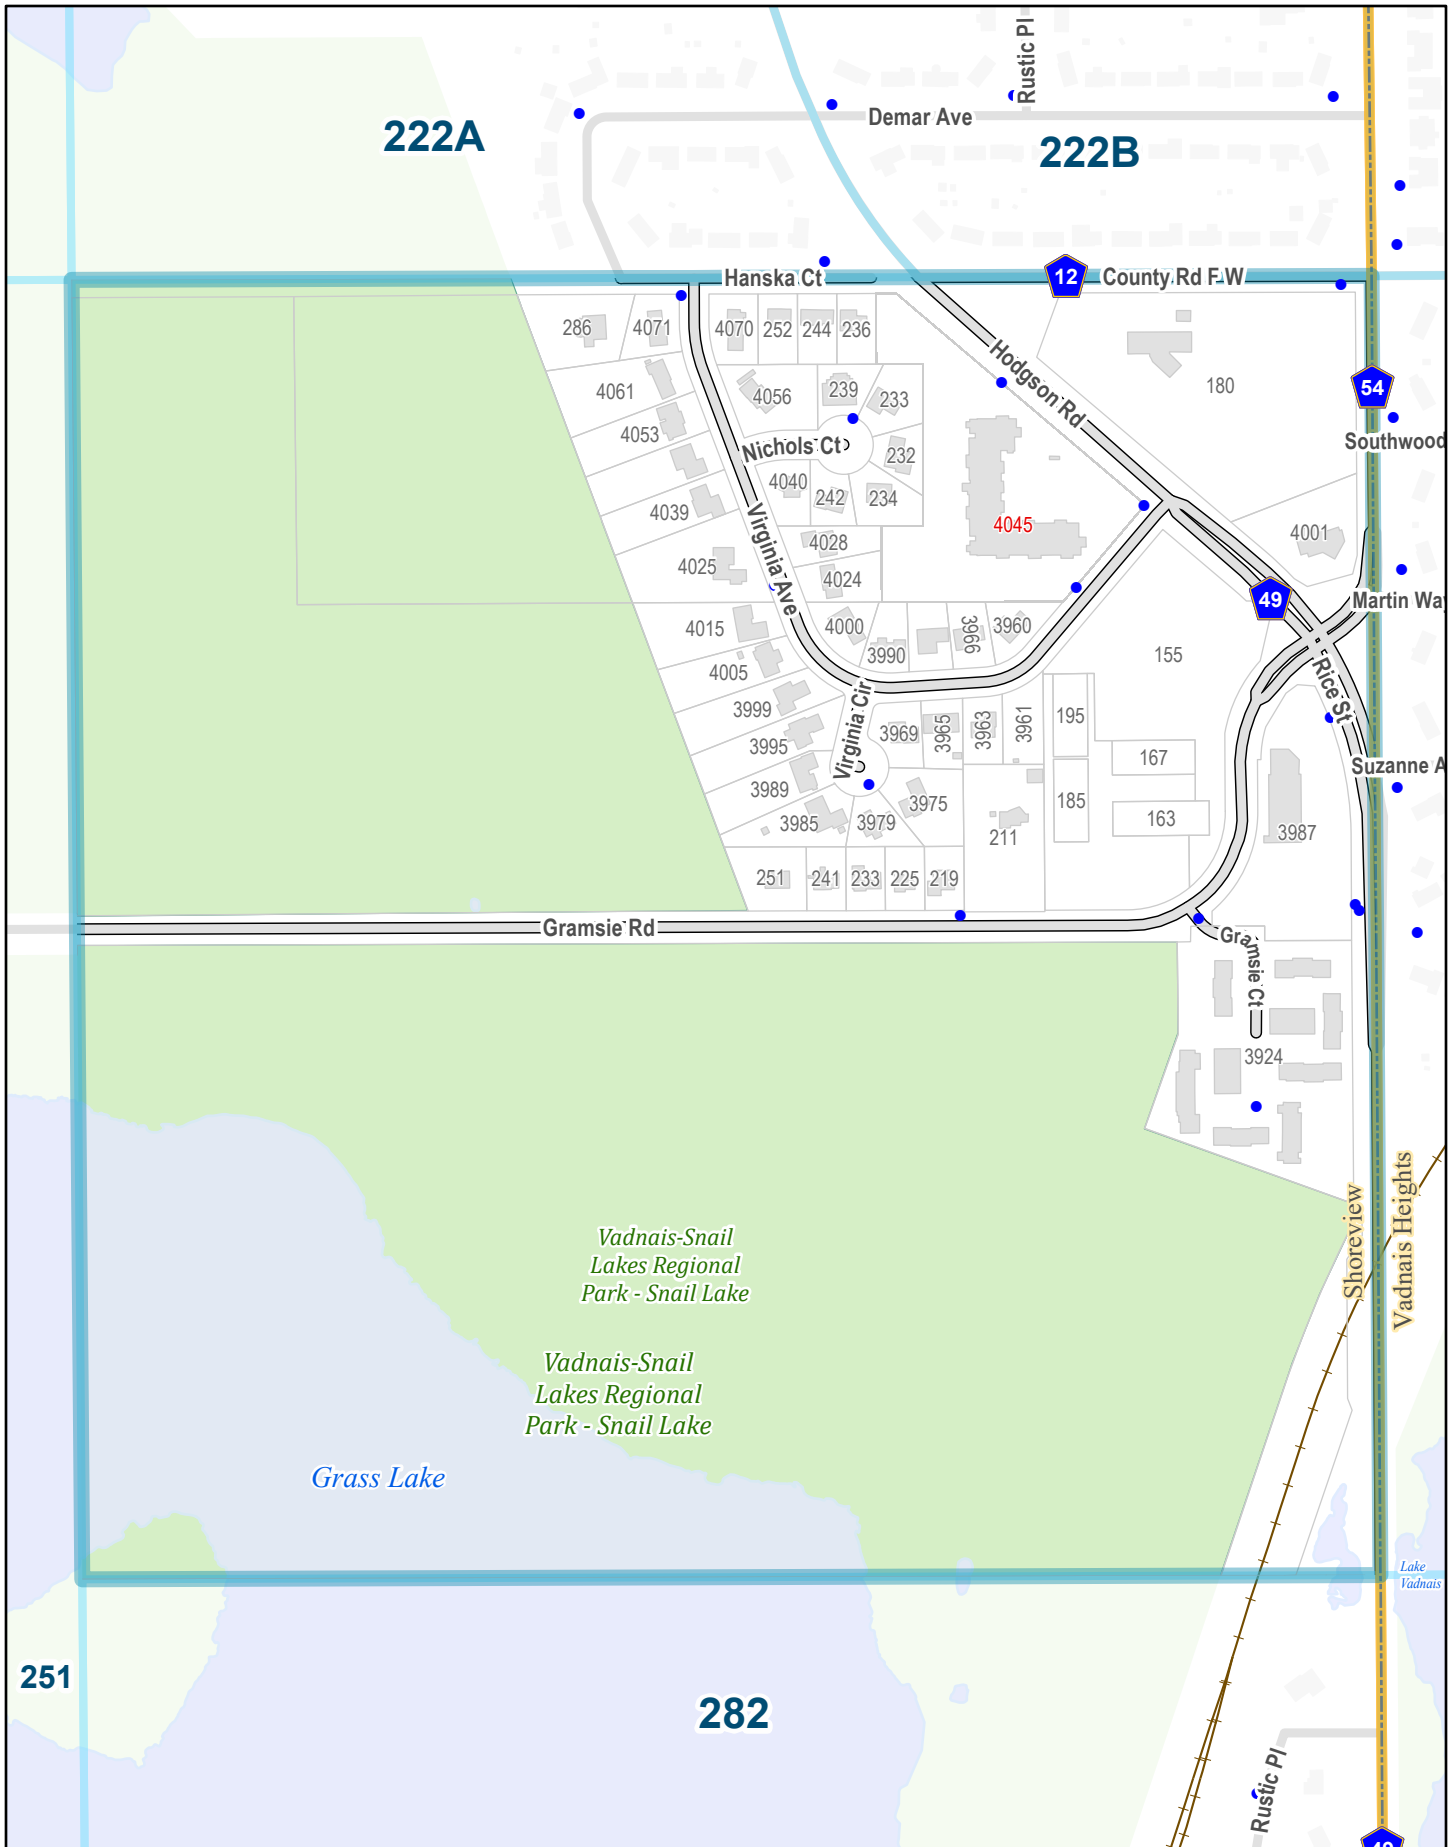 Rustic Pl
Demar Ave
222A
222B
Hanska Ct
12
County Rd F W
286
4071
4070
252
244
236
Hodgson Rd
180
54
4061
4056
239
233
4053
Nichols Ct
232
Southwood
4040
242
234
4039
Virginia Ave
4045
4001
4028
4025
4024
49
Martin Way
4015
4000
3990
3966
3960
155
4005
Rice St
3999
Virginia Cir
3969
3965
3963
3961
195
3995
167
Suzanne A
3989
3975
185
3985
3979
211
163
3987
251
241
233
225
219
Gramsie Rd
Gramsie Ct
3924
Shoreview
Vadnais Heights
Vadnais-Snail
Lakes Regional
Park - Snail Lake
Vadnais-Snail
Lakes Regional
Park - Snail Lake
Grass Lake
Lake
Vadnais
251
282
Rustic Pl
49